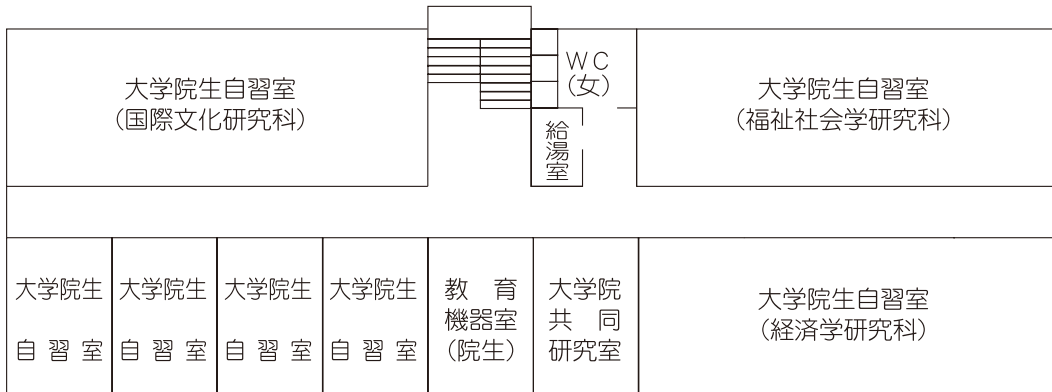 大学院生自習室
(国際文化研究科)
WC
(女)
給湯室
大学院生自習室
(福祉社会学研究科)
大学院生
自習室
大学院生
自習室
大学院生
自習室
大学院生
自習室
教育
機器室
(院生)
大学院
共同
研究室
大学院生自習室
(経済学研究科)